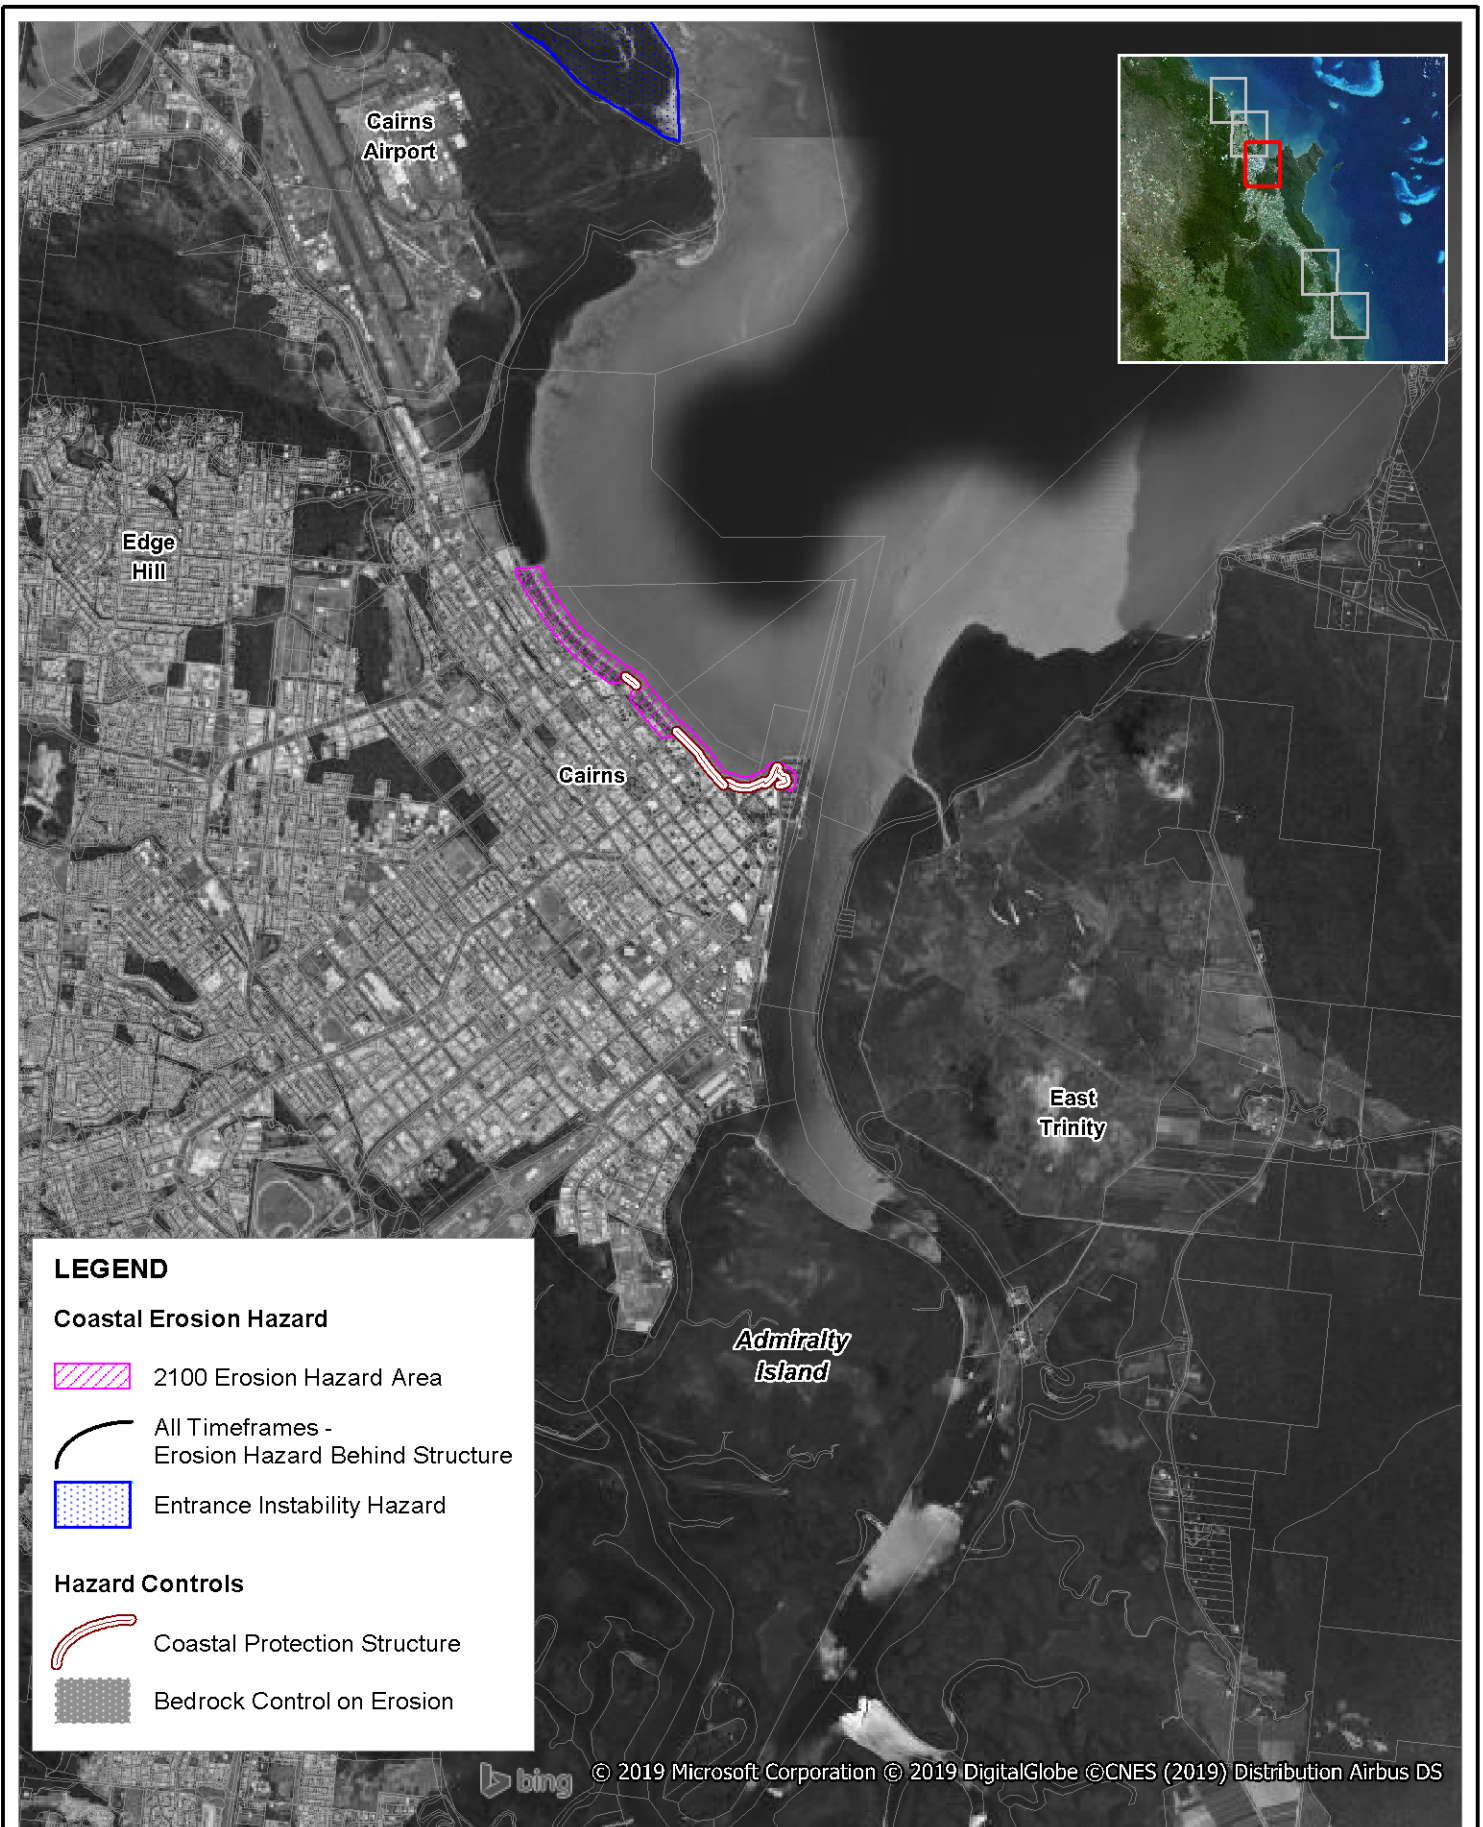 Cairns
Airport
Edge
Hill
Cairns
East
Trinity
Admiralty
Island
LEGEND
Coastal Erosion Hazard
2100 Erosion Hazard Area
All Timeframes -
Erosion Hazard Behind Structure
Entrance Instability Hazard
Hazard Controls
Coastal Protection Structure
Bedrock Control on Erosion
bing
© 2019 Microsoft Corporation © 2019 DigitalGlobe ©CNES (2019) Distribution Airbus DS